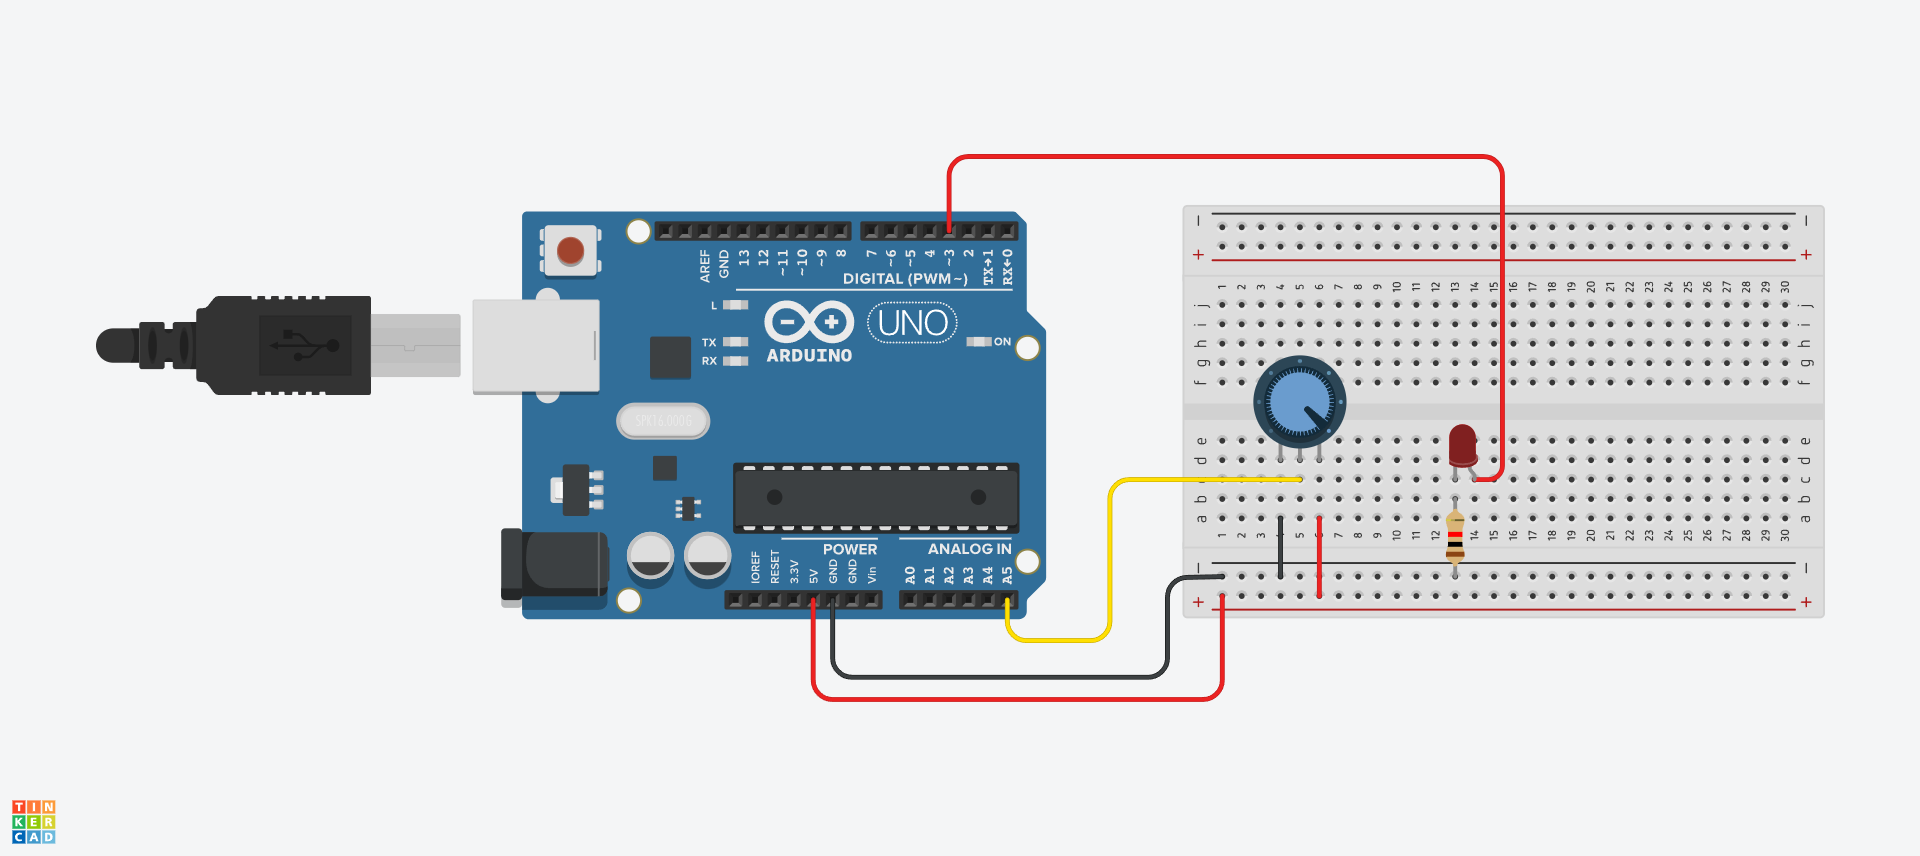 AREF
GND
13
12
~11
~10
~9
8
7
~6
~5
4
~3
2
TX→1
RX←0
DIGITAL (PWM~)
L
TX
RX
ARDUINO
UNO
ON
SPK16.000G
POWER
ANALOG IN
IOREF
RESET
3.3V
5V
GND
GND
Vin
A0
A1
A2
A3
A4
A5
− −
+ +
1 2 3 4 5 6 7 8 9 10 11 12 13 14 15 16 17 18 19 20 21 22 23 24 25 26 27 28 29 30
j j
i i
h h
g g
f f
e e
d d
c c
b b
a a
1 2 3 4 5 6 7 8 9 10 11 12 13 14 15 16 17 18 19 20 21 22 23 24 25 26 27 28 29 30
− −
+ +
TIN
KER
CAD